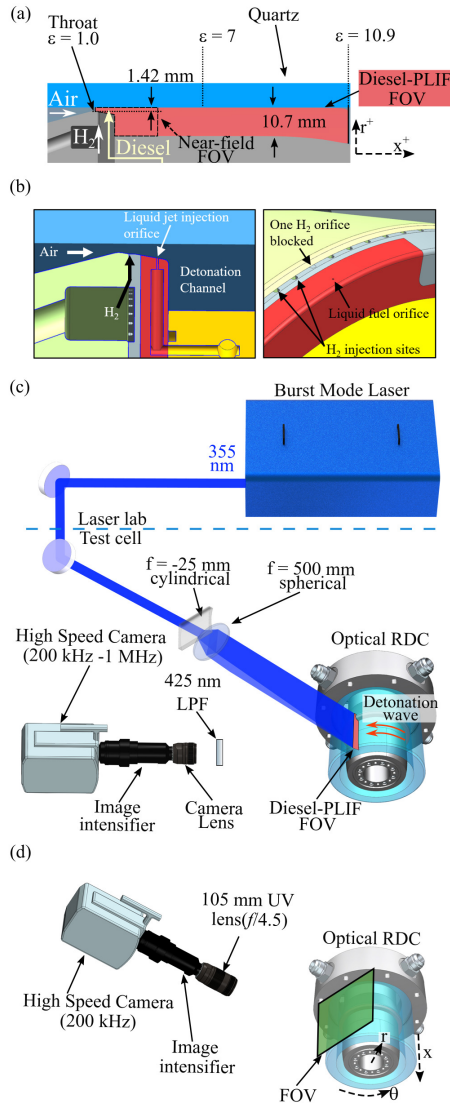 (a)
Throat
ε = 1.0
ε = 7
Quartz
ε = 10.9
1.42 mm
Diesel-PLIF
FOV
Air
10.7 mm
H2
Diesel
Near-field
FOV
r+
x+
(b)
Liquid jet injection
orifice
Air
Detonation
Channel
H2
One H2 orifice
blocked
Liquid fuel orifice
H2 injection sites
(c)
Burst Mode Laser
355
nm
Laser lab
Test cell
f = -25 mm
cylindrical
f = 500 mm
spherical
High Speed Camera
(200 kHz -1 MHz)
425 nm
LPF
Optical RDC
Detonation
wave
Image
intensifier
Camera
Lens
Diesel-PLIF
FOV
(d)
105 mm UV
lens(f/4.5)
Optical RDC
High Speed Camera
(200 kHz)
Image
intensifier
r
x
FOV
θ